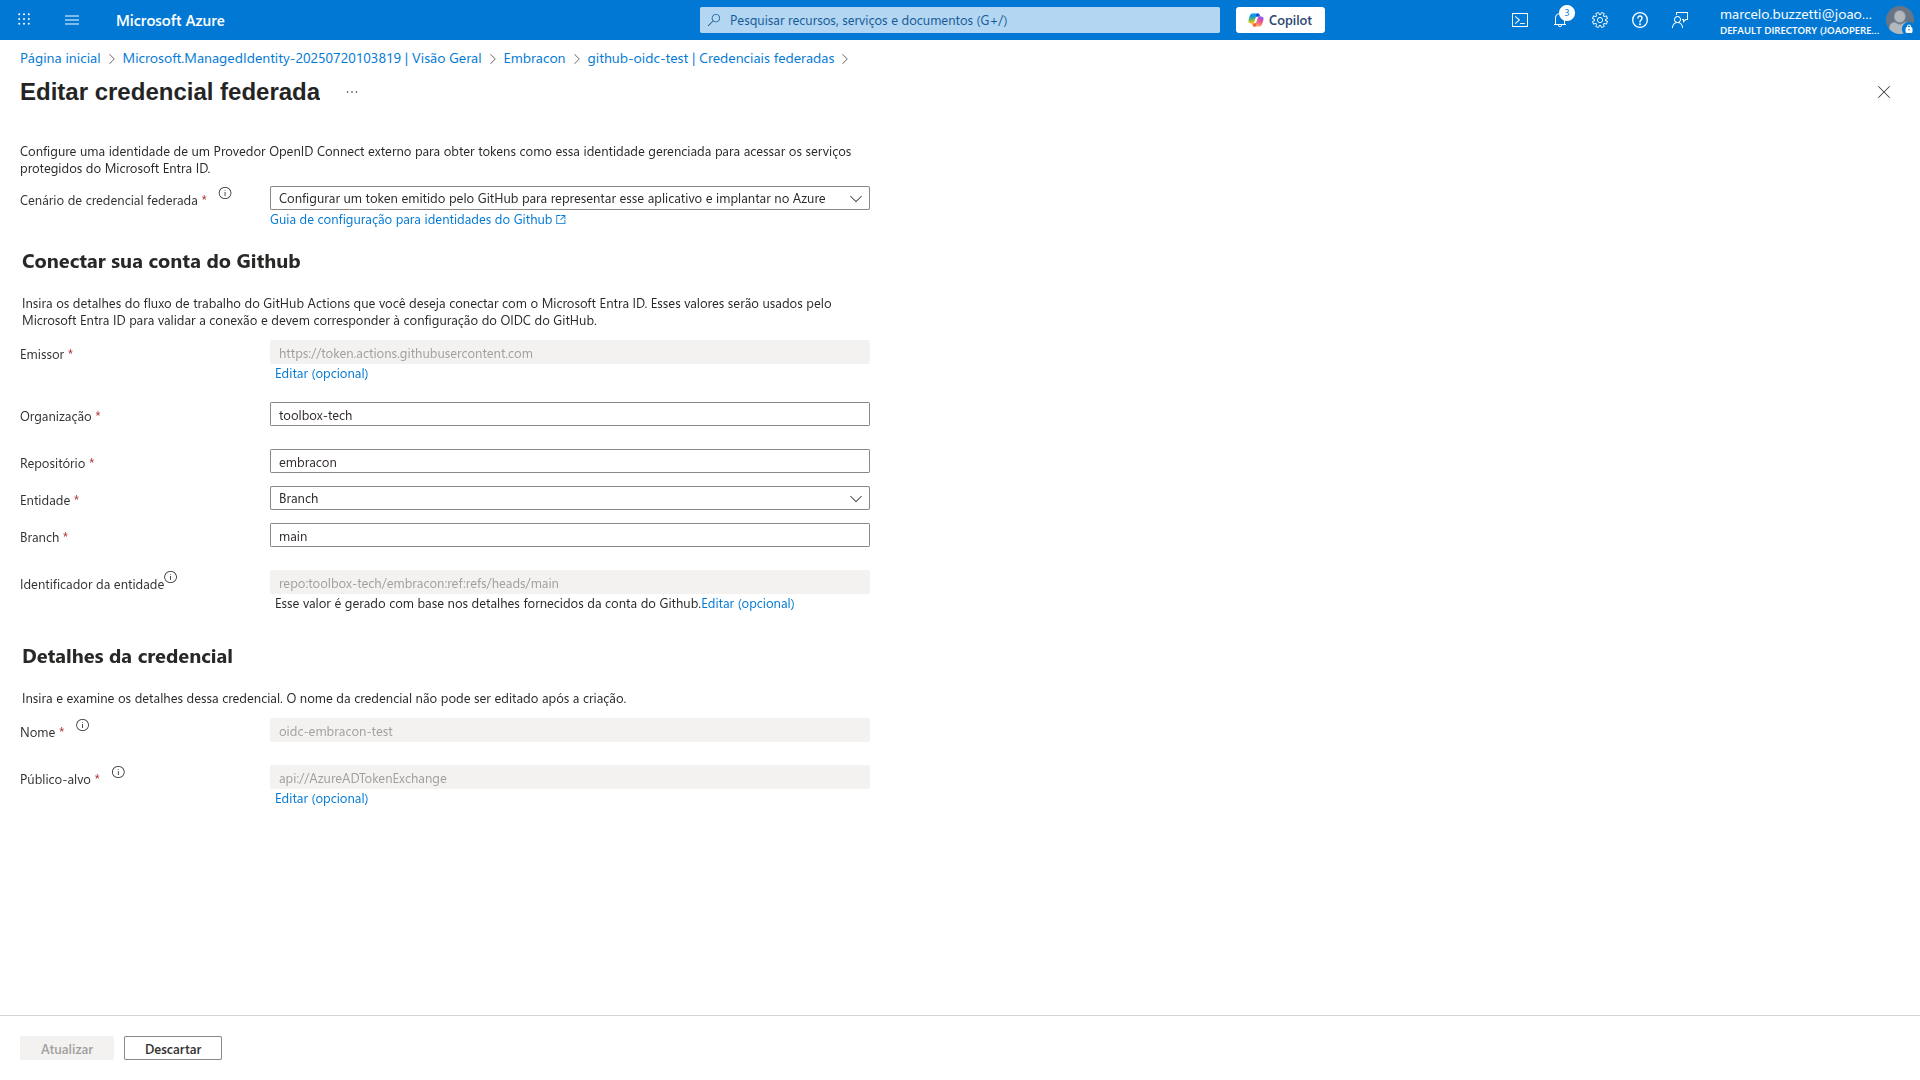 Microsoft Azure
Pesquisar recursos, serviços e documentos (G+/)
Copilot
3
marcelo.buzzetti@joao...
DEFAULT DIRECTORY (JOAOPERE...
Página inicial > Microsoft.ManagedIdentity-20250720103819 | Visão Geral > Embracon > github-oidc-test | Credenciais federadas >
Editar credencial federada ...
Configure uma identidade de um Provedor OpenID Connect externo para obter tokens como essa identidade gerenciada para acessar os serviços
protegidos do Microsoft Entra ID.
Cenário de credencial federada *
Configurar um token emitido pelo GitHub para representar esse aplicativo e implantar no Azure
Guia de configuração para identidades do Github
Conectar sua conta do Github
Insira os detalhes do fluxo de trabalho do GitHub Actions que você deseja conectar com o Microsoft Entra ID. Esses valores serão usados pelo
Microsoft Entra ID para validar a conexão e devem corresponder à configuração do OIDC do GitHub.
Emissor *
https://token.actions.githubusercontent.com
Editar (opcional)
Organização *
toolbox-tech
Repositório *
embracon
Entidade *
Branch
Branch *
main
Identificador da entidade
repo:toolbox-tech/embracon:ref:refs/heads/main
Esse valor é gerado com base nos detalhes fornecidos da conta do Github.Editar (opcional)
Detalhes da credencial
Insira e examine os detalhes dessa credencial. O nome da credencial não pode ser editado após a criação.
Nome *
oidc-embracon-test
Público-alvo *
api://AzureADTokenExchange
Editar (opcional)
Atualizar
Descartar